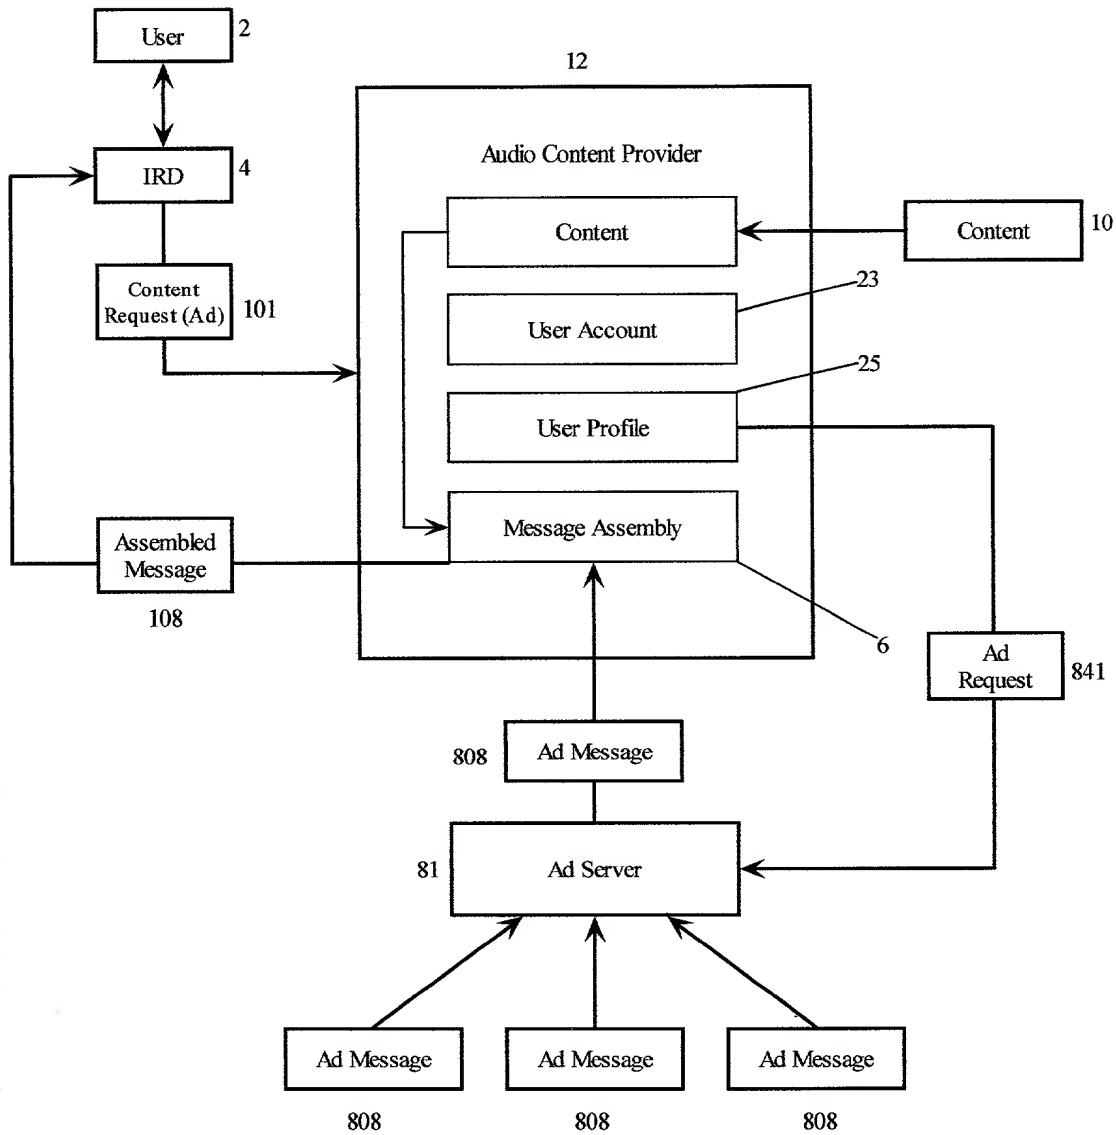 User
2
12
Audio Content Provider
IRD
4
Content
Content
10
Content
Request (Ad)
101
23
User Account
25
User Profile
Message Assembly
Assembled
Message
108
6
Ad
Request
841
808
Ad Message
81
Ad Server
Ad Message
Ad Message
Ad Message
808
808
808